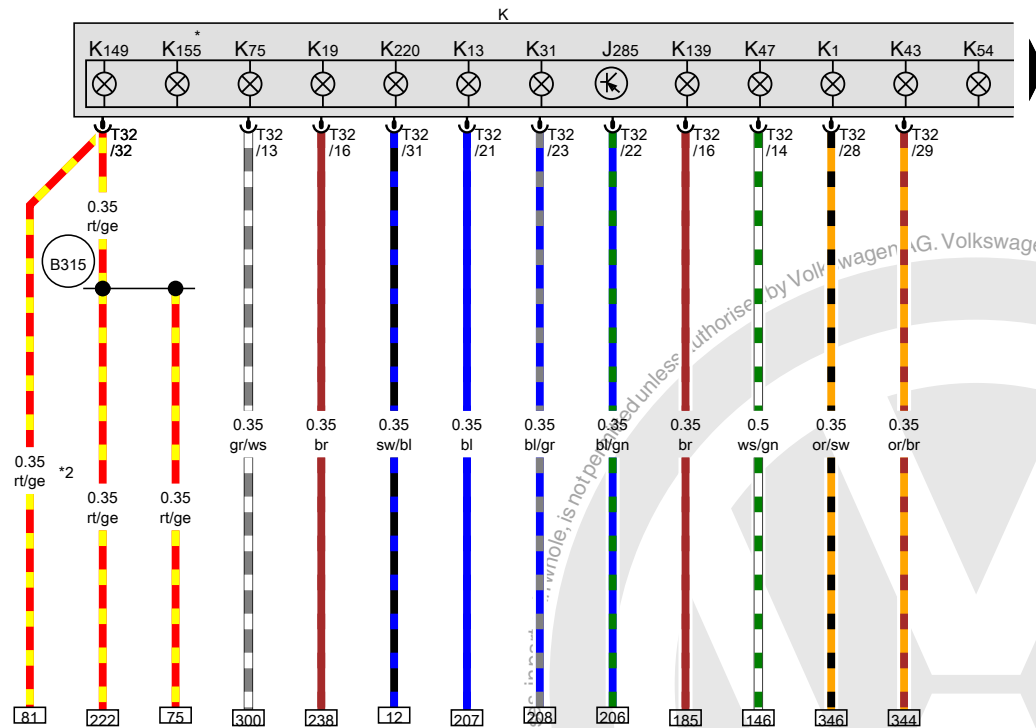 K
K149 K155 * K75 K19 K220 K13 K31 J285 K139 K47 K1 K43 K54
T32 T32 T32 T32 T32 T32 T32 T32 T32 T32 T32
/32 /13 /16 /31 /21 /23 /22 /16 /14 /28 /29
0.35
rt/ge
B315
by Volkswagen AG. Volkswage
in whole, is not permitted unless authorised
0.35 0.35 0.35 0.35 0.35 0.35 0.35 0.5 0.35 0.35
gr/ws br sw/bl bl bl/gr bl/gn br ws/gn or/sw or/br
0.35
rt/ge *2
0.35 0.35
rt/ge rt/ge
81 222 75 300 238 12 207 208 206 185 146 346 344